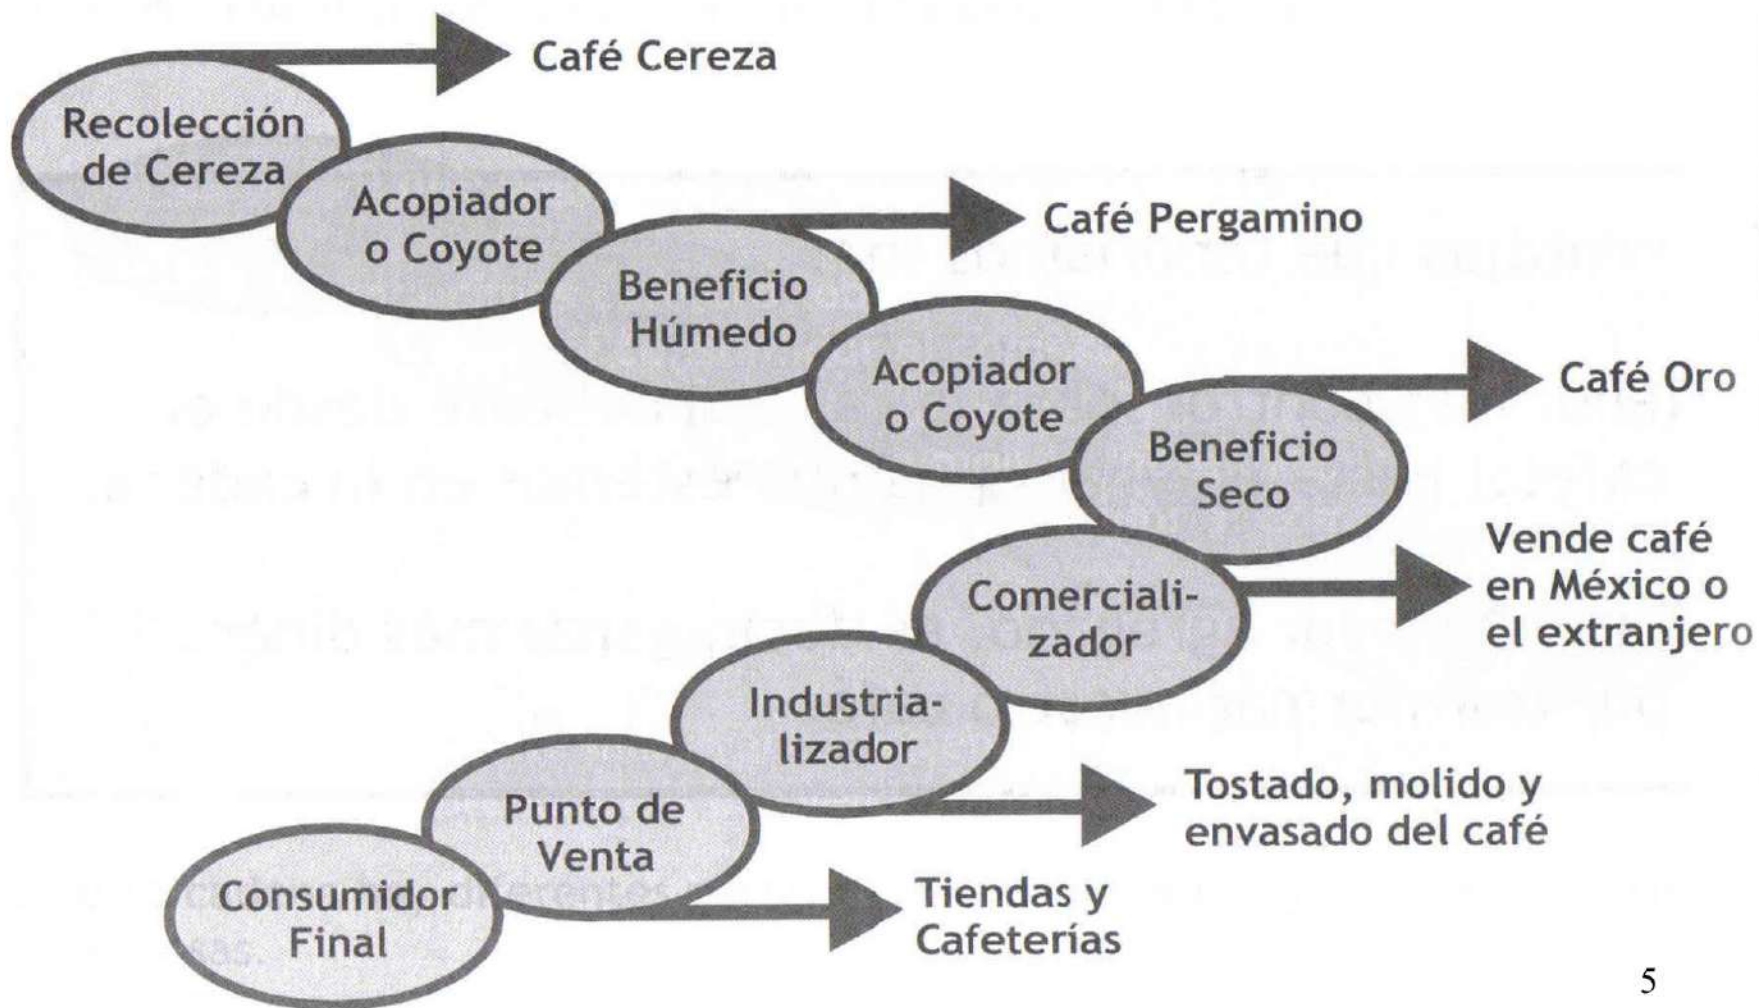 Café Cereza
Recolección
de Cereza
Acopiador
o Coyote
Café Pergamino
Beneficio
Húmedo
Acopiador
o Coyote
Café Oro
Beneficio
Seco
Vende café
en México o
el extranjero
Comerciali-
zador
Industria-
lizador
Tostado, molido y
envasado del café
Punto de
Venta
Tiendas y
Cafeterías
Consumidor
Final
5